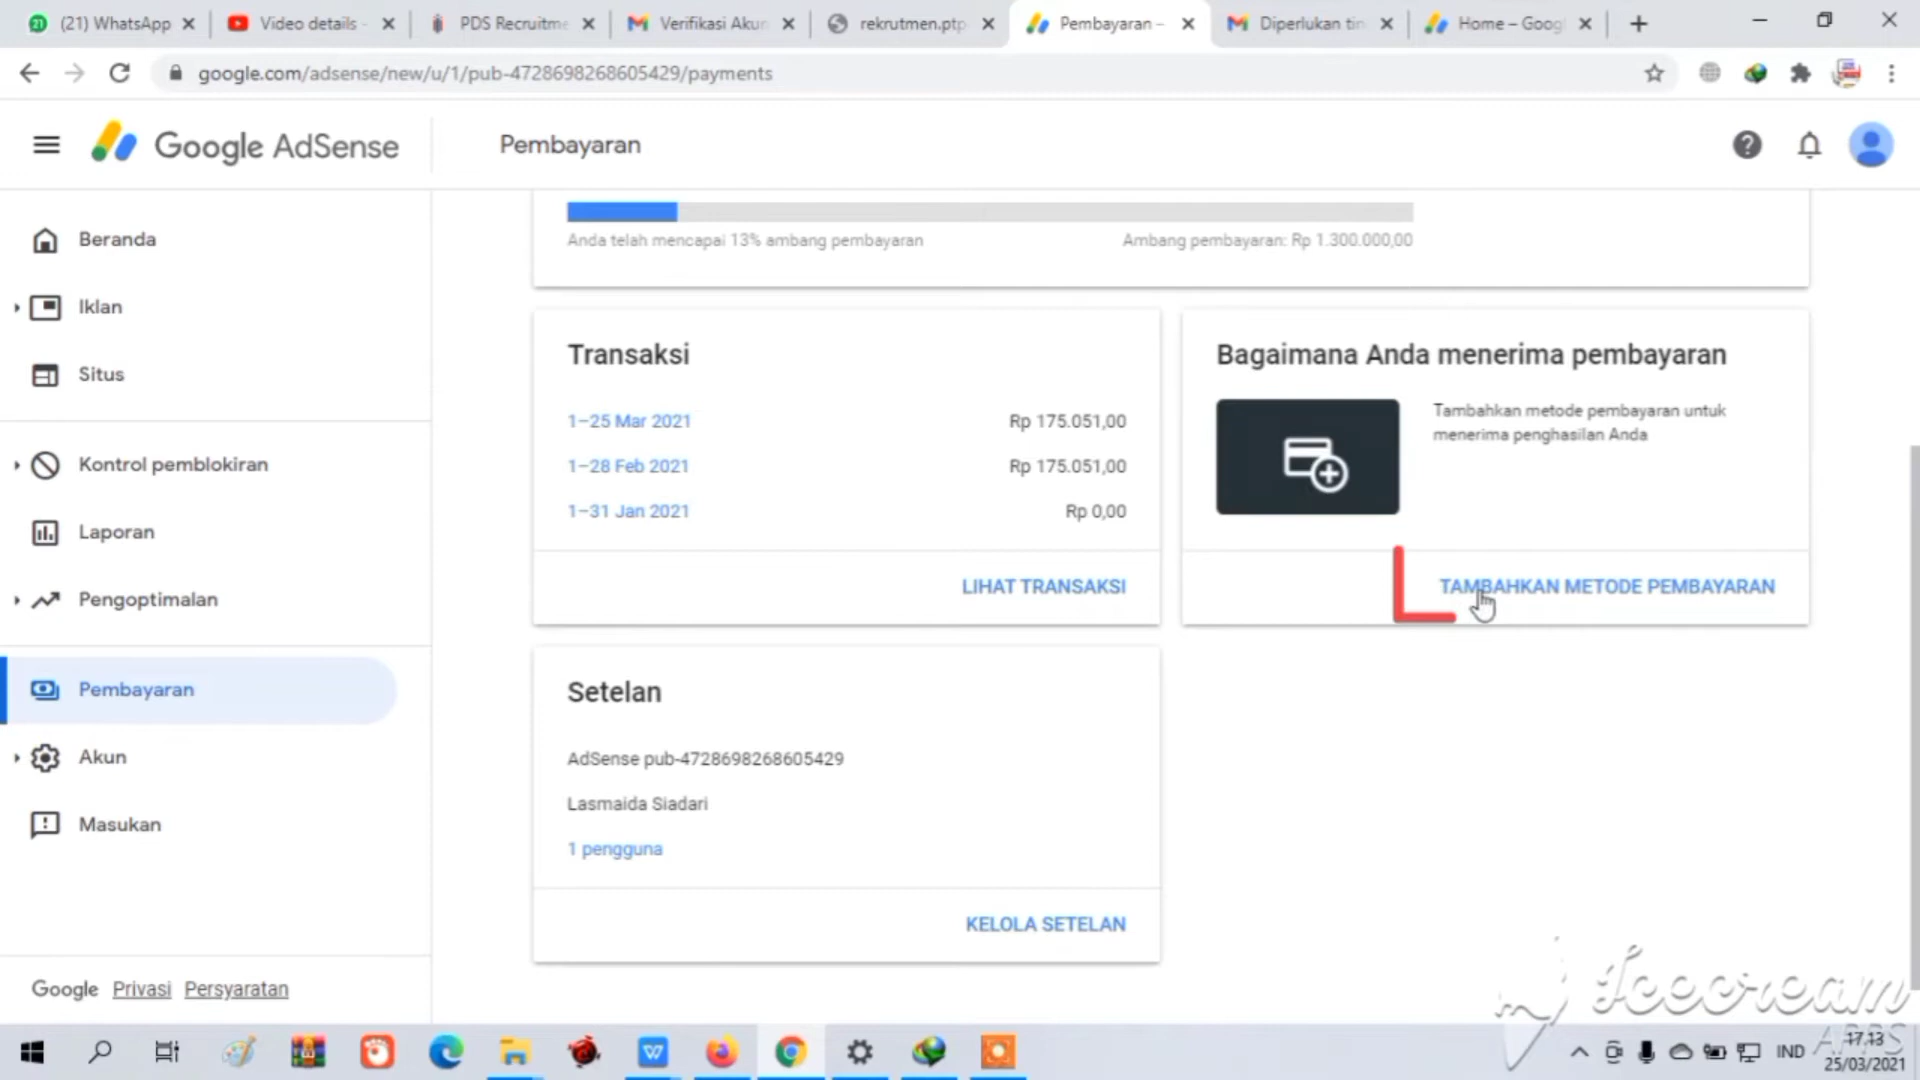 (21) WhatsApp
Video details -
PDS Recruitme
Verifikasi Akun
rekrutmen.ptp
Pembayaran –
Diperlukan tin
Home – Googl
google.com/adsense/new/u/1/pub-4728698268605429/payments
Google AdSense
Pembayaran
Beranda
Iklan
Situs
Kontrol pemblokiran
Laporan
Pengoptimalan
Pembayaran
Akun
Masukan
Google Privasi Persyaratan
Anda telah mencapai 13% ambang pembayaran
Ambang pembayaran: Rp 1.300.000,00
Transaksi
1–25 Mar 2021 Rp 175.051,00
1–28 Feb 2021 Rp 175.051,00
1–31 Jan 2021 Rp 0,00
LIHAT TRANSAKSI
Bagaimana Anda menerima pembayaran
Tambahkan metode pembayaran untuk
menerima penghasilan Anda
TAMBAHKAN METODE PEMBAYARAN
Setelan
AdSense pub-4728698268605429
Lasmaida Siadari
1 pengguna
KELOLA SETELAN
Icecream
APPS
IND
17.13
25/03/2021